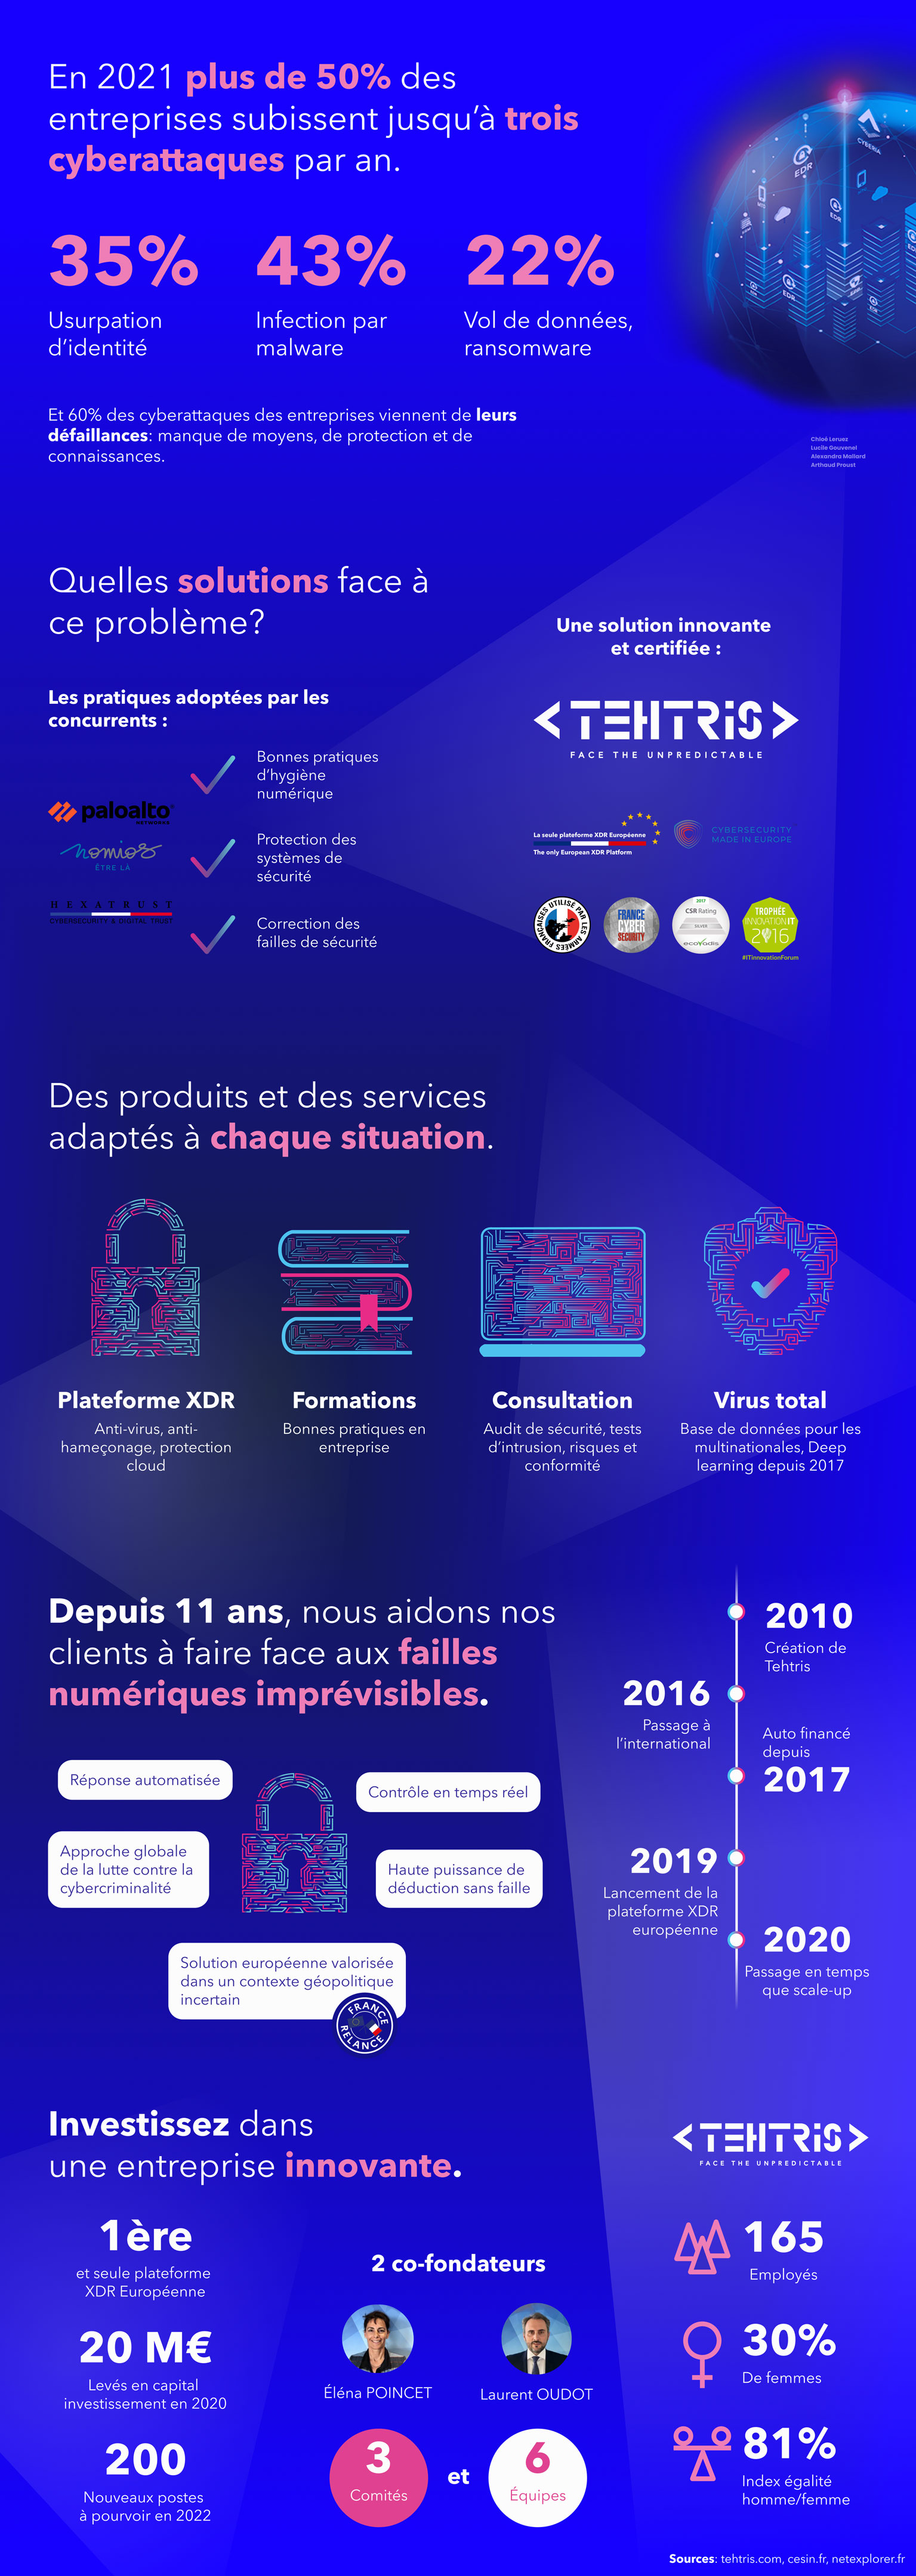 En 2021 plus de 50% des
entreprises subissent jusqu'à trois
cyberattaques par an.
35%
Usurpation
d'identité
43%
Infection par
malware
22%
Vol de données,
ransomware
CYBERIA
EDR
EDR
EDR
Et 60% des cyberattaques des entreprises viennent de leurs
défaillances: manque de moyens, de protection et de
connaissances.
Chloé Leruez
Lucile Gouvenel
Alexandra Mallard
Arthaud Proust
Quelles solutions face à
ce problème?
Les pratiques adoptées par les
concurrents :
paloalto
NETWORKS
nomios
ÊTRE LÀ
HEXATRUST
CYBERSECURITY & DIGITAL TRUST
Bonnes pratiques
d'hygiène
numérique
Protection des
systèmes de
sécurité
Correction des
failles de sécurité
Une solution innovante
et certifiée :
<TEHTRIS>
FACE THE UNPREDICTABLE
La seule plateforme XDR Européenne
The only European XDR Platform
CYBERSECURITY
MADE IN EUROPE
UTILISÉ PAR LES ARMÉES FRANÇAISES
FRANCE
CYBER
SECURITY
2017
CSR Rating
SILVER
ecovadis
TROPHÉE
INNOVATION IT
2016
#ITinnovationForum
Des produits et des services
adaptés à chaque situation.
Plateforme XDR
Anti-virus, anti-
hameçonage, protection
cloud
Formations
Bonnes pratiques en
entreprise
Consultation
Audit de sécurité, tests
d'intrusion, risques et
conformité
Virus total
Base de données pour les
multinationales, Deep
learning depuis 2017
Depuis 11 ans, nous aidons nos
clients à faire face aux failles
numériques imprévisibles.
Réponse automatisée
Contrôle en temps réel
Approche globale
de la lutte contre la
cybercriminalité
Haute puissance de
déduction sans faille
Solution européenne valorisée
dans un contexte géopolitique
incertain
FRANCE
RELANCE
2010
Création de
Tehtris
2016
Passage à
l'international
Auto financé
depuis
2017
2019
Lancement de la
plateforme XDR
européenne
2020
Passage en temps
que scale-up
Investissez dans
une entreprise innovante.
1ère
et seule plateforme
XDR Européenne
20 M€
Levés en capital
investissement en 2020
200
Nouveaux postes
à pourvoir en 2022
2 co-fondateurs
Éléna POINCET
Laurent OUDOT
3
Comités
et
6
Équipes
<TEHTRIS>
FACE THE UNPREDICTABLE
165
Employés
30%
De femmes
81%
Index égalité
homme/femme
Sources: tehtris.com, cesin.fr, netexplorer.fr